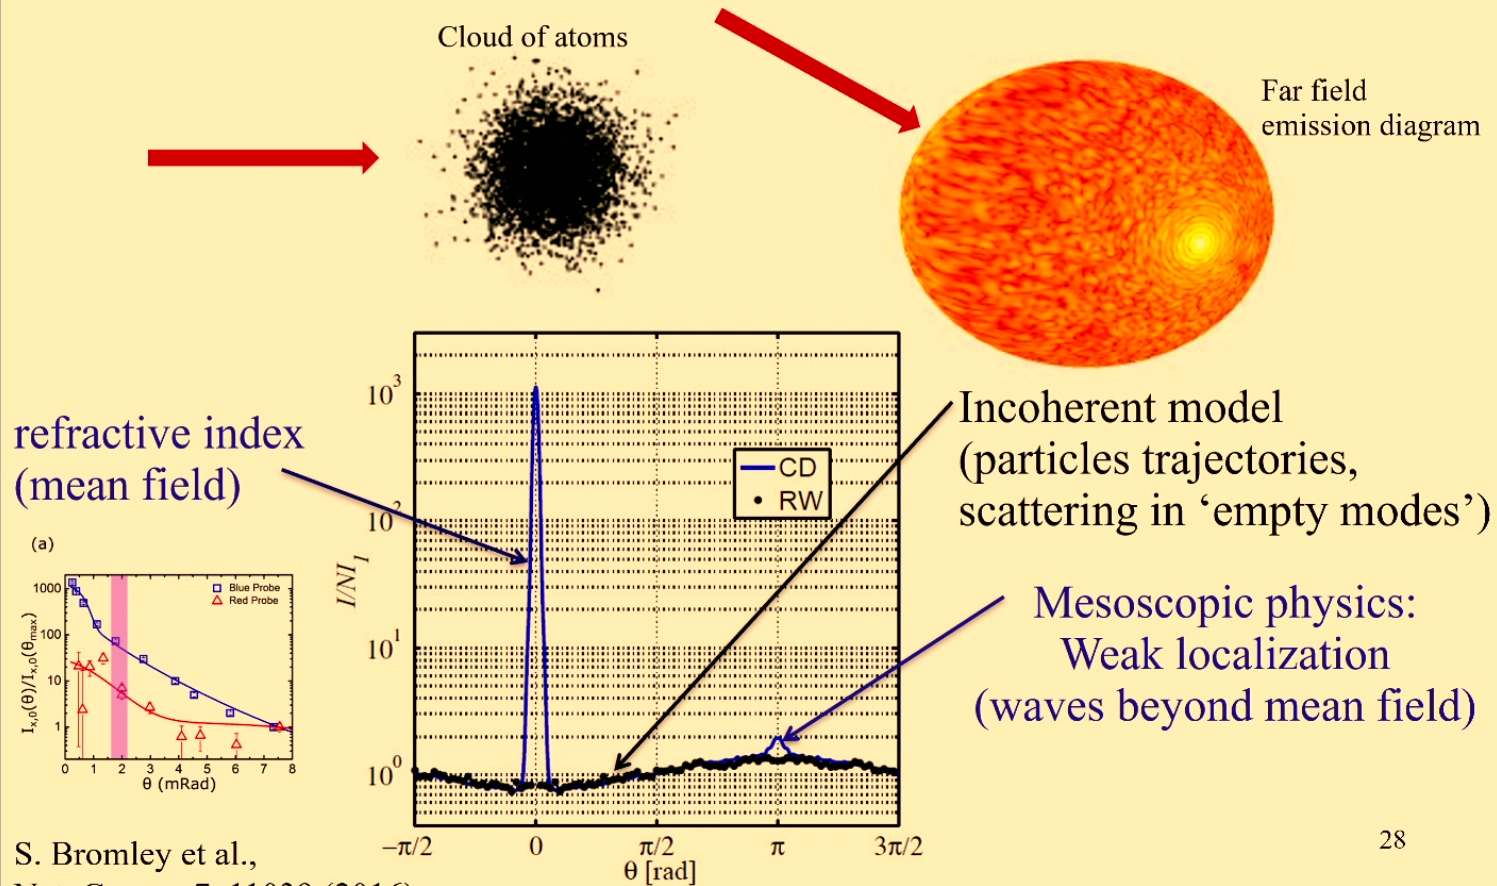 Cloud of atoms
Far field
emission diagram
refractive index
(mean field)
Incoherent model
(particles trajectories,
scattering in ‘empty modes’)
Mesoscopic physics:
Weak localization
(waves beyond mean field)
I/NI1
10^3
10^2
10^1
10^0
CD
RW
−π/2 0 π/2 π 3π/2
θ [rad]
(a)
Ix,0(θ)/Ix,0(θmax)
1000
100
10
1
Blue Probe
Red Probe
0 1 2 3 4 5 6 7 8
θ (mRad)
S. Bromley et al.,
28